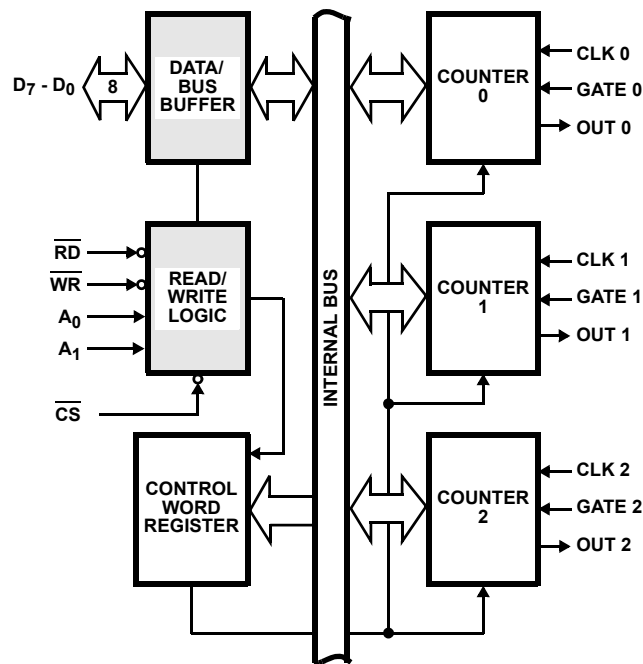 D7 - D0
8
DATA/
BUS
BUFFER
RD
WR
A0
A1
READ/
WRITE
LOGIC
CS
CONTROL
WORD
REGISTER
INTERNAL BUS
COUNTER
0
CLK 0
GATE 0
OUT 0
COUNTER
1
CLK 1
GATE 1
OUT 1
COUNTER
2
CLK 2
GATE 2
OUT 2